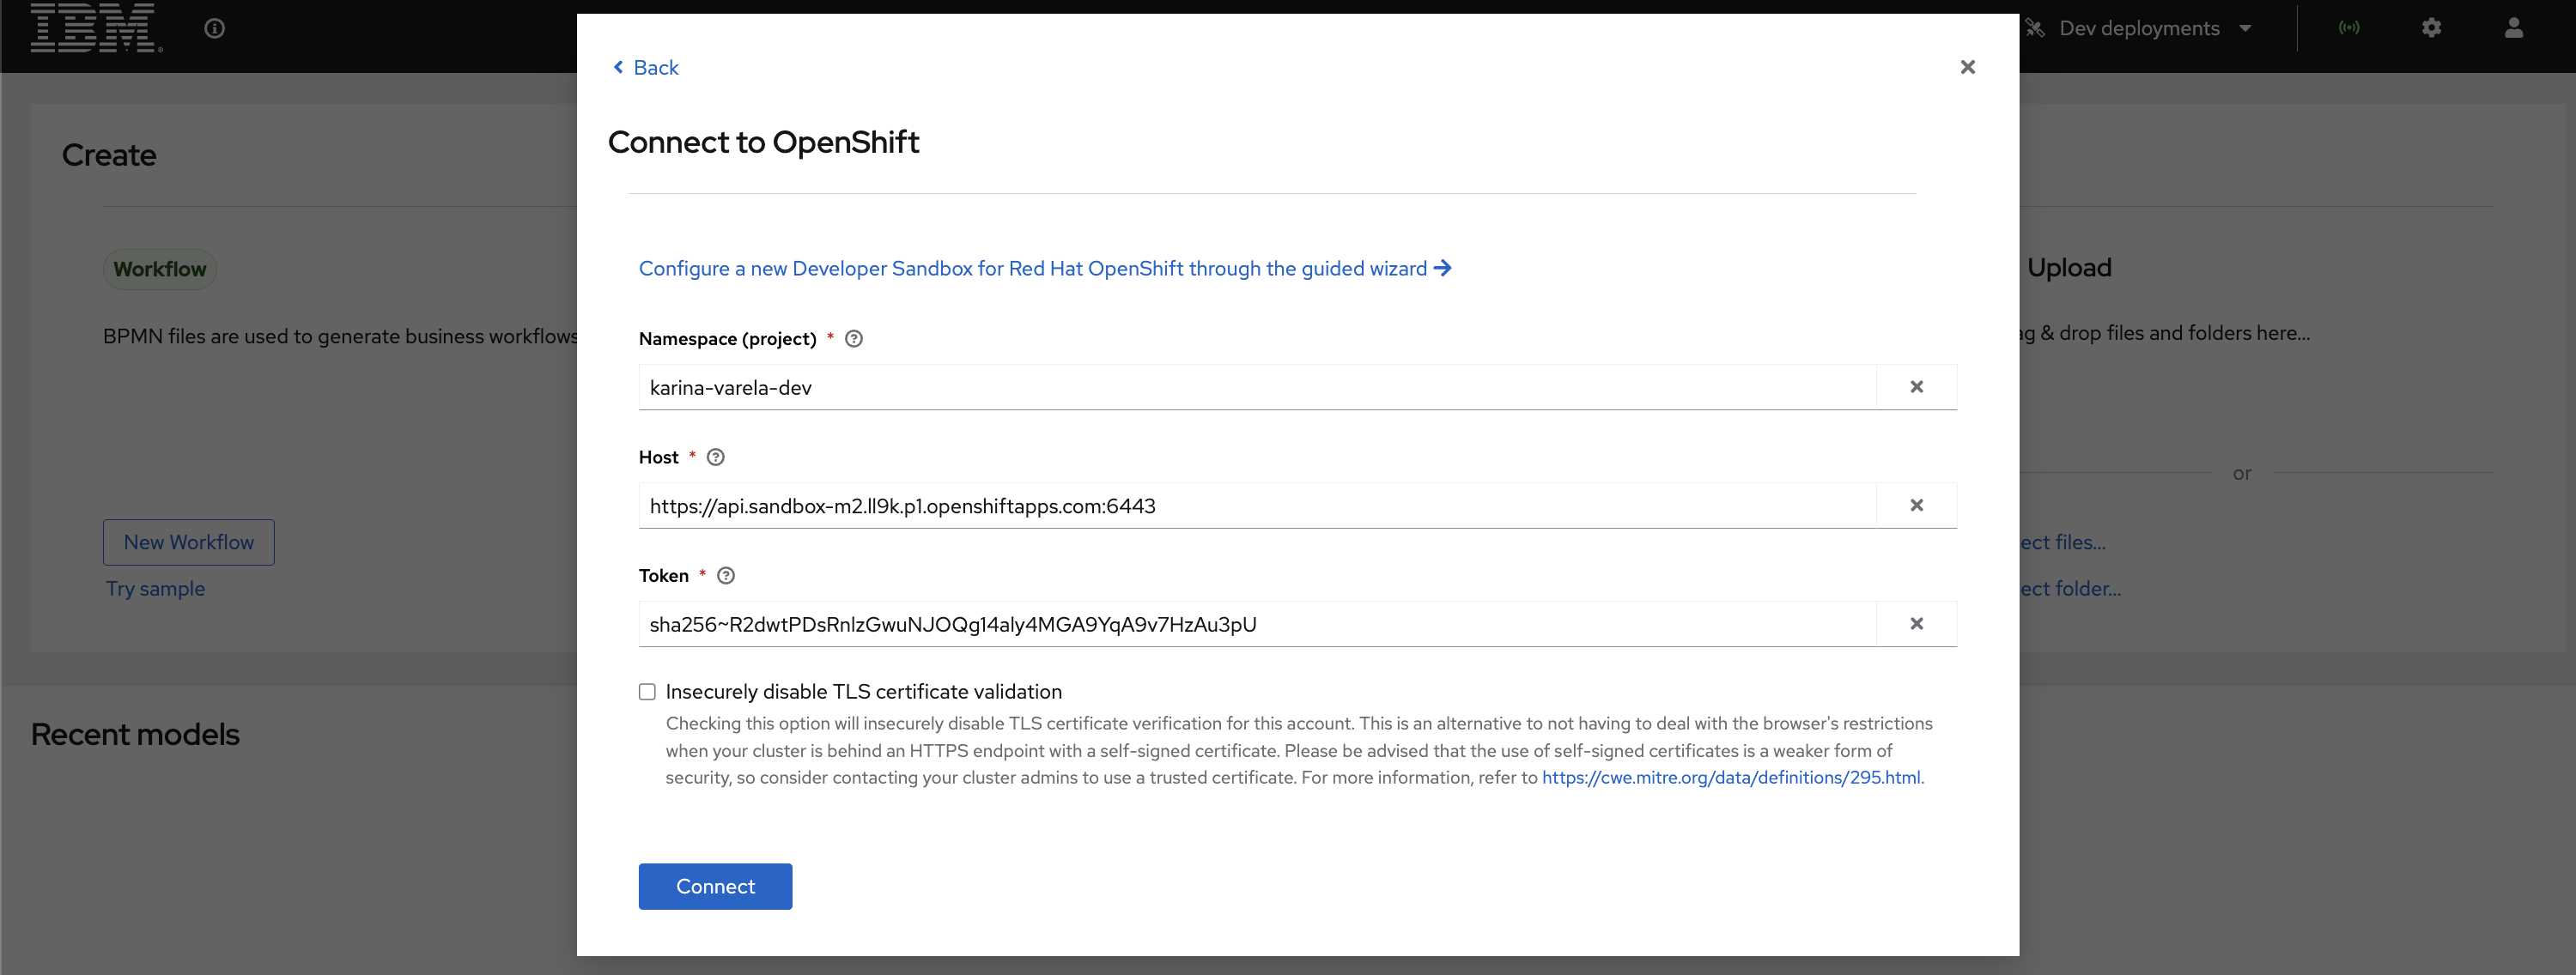 IBM
Dev deployments
Back
Connect to OpenShift
Create
Workflow
BPMN files are used to generate business workflows
New Workflow
Try sample
Recent models
Configure a new Developer Sandbox for Red Hat OpenShift through the guided wizard
Namespace (project) *
karina-varela-dev
Host *
https://api.sandbox-m2.ll9k.p1.openshiftapps.com:6443
Token *
sha256~R2dwtPDsRnlzGwuNJOQg14aly4MGA9YqA9v7HzAu3pU
Insecurely disable TLS certificate validation
Checking this option will insecurely disable TLS certificate verification for this account. This is an alternative to not having to deal with the browser's restrictions
when your cluster is behind an HTTPS endpoint with a self-signed certificate. Please be advised that the use of self-signed certificates is a weaker form of
security, so consider contacting your cluster admins to use a trusted certificate. For more information, refer to https://cwe.mitre.org/data/definitions/295.html.
Connect
Upload
ag & drop files and folders here...
or
ect files...
ect folder...